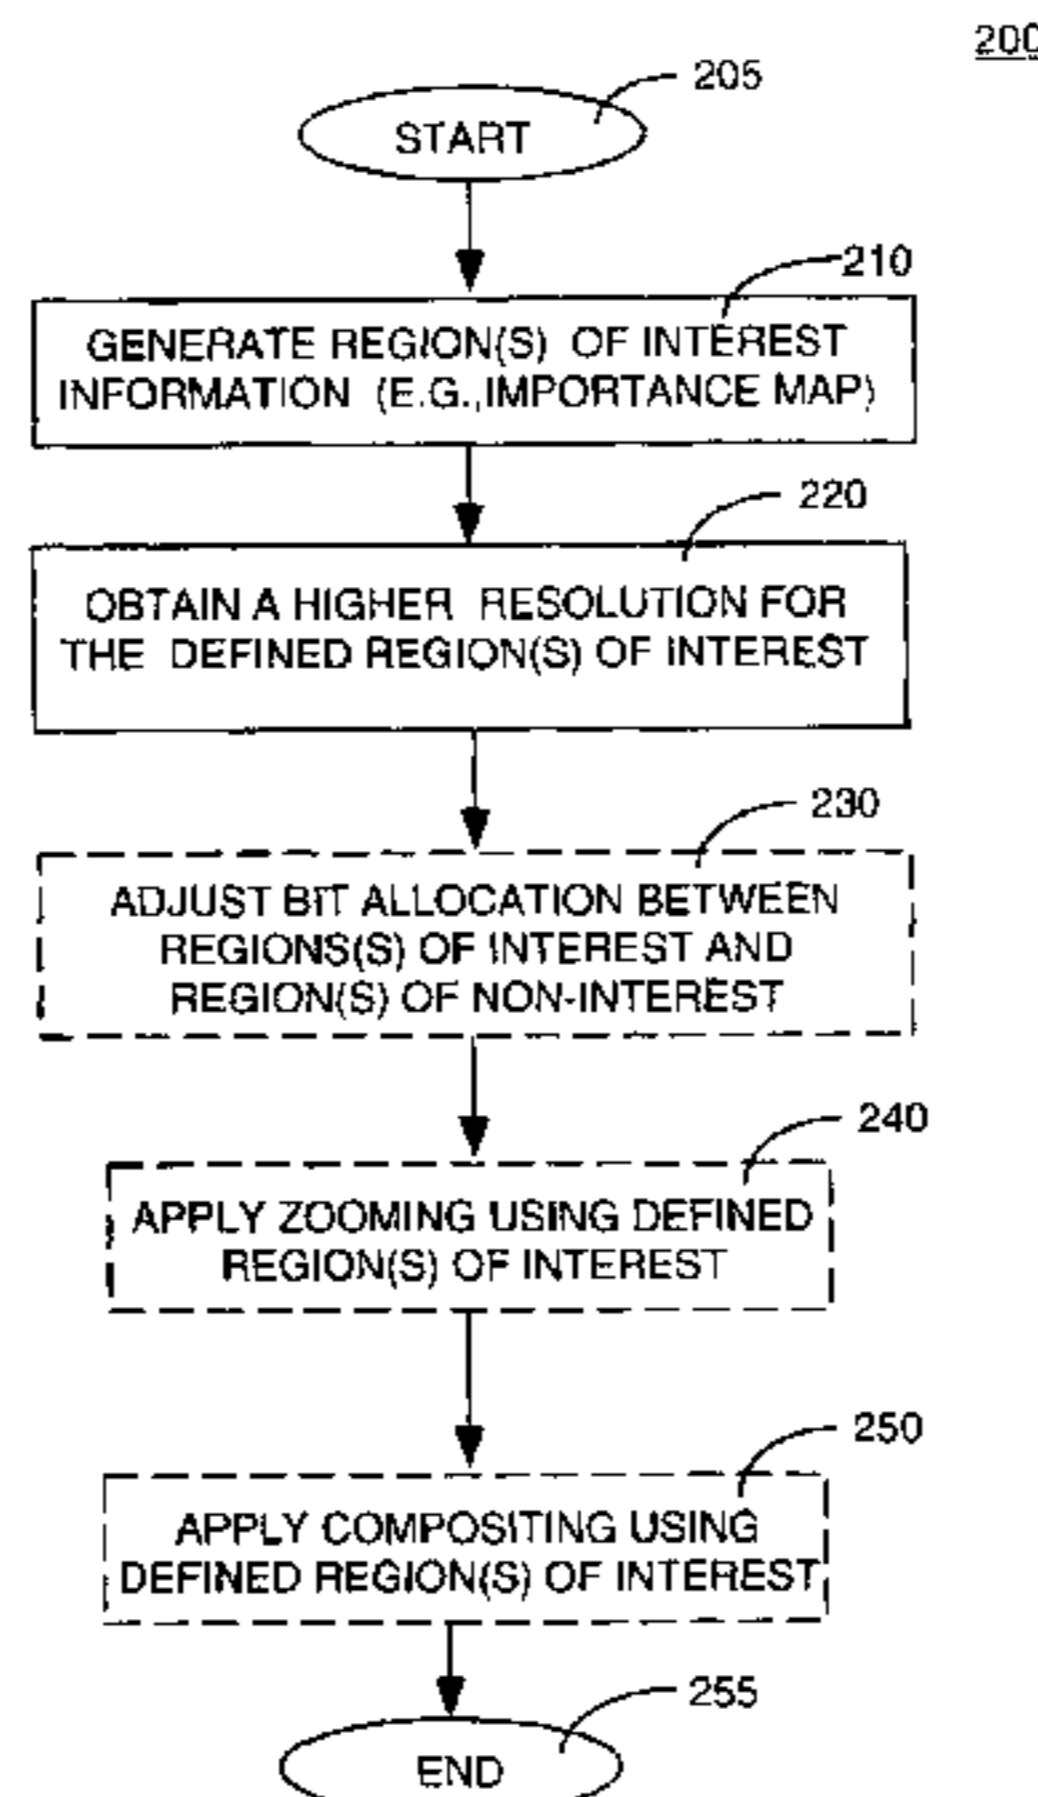 200
205
START
210
GENERATE REGION(S) OF INTEREST
INFORMATION (E.G.,IMPORTANCE MAP)
220
OBTAIN A HIGHER RESOLUTION FOR
THE DEFINED REGION(S) OF INTEREST
230
ADJUST BIT ALLOCATION BETWEEN
REGIONS(S) OF INTEREST AND
REGION(S) OF NON-INTEREST
240
APPLY ZOOMING USING DEFINED
REGION(S) OF INTEREST
250
APPLY COMPOSITING USING
DEFINED REGION(S) OF INTEREST
255
END